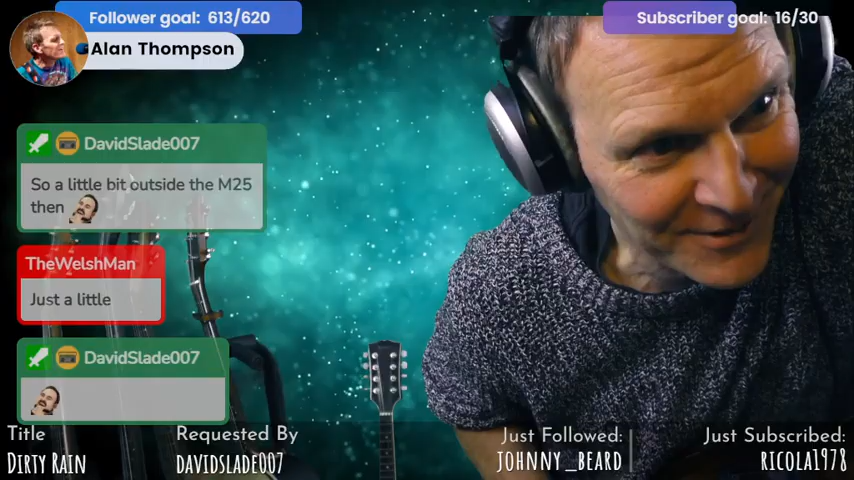 Follower goal: 613/620
Subscriber goal: 16/30
Alan Thompson
DavidSlade007
So a little bit outside the M25
then
TheWelshMan
Just a little
DavidSlade007
Title
Dirty Rain
Requested By
davidslade007
Just Followed:
johnny_beard
Just Subscribed:
ricola1978